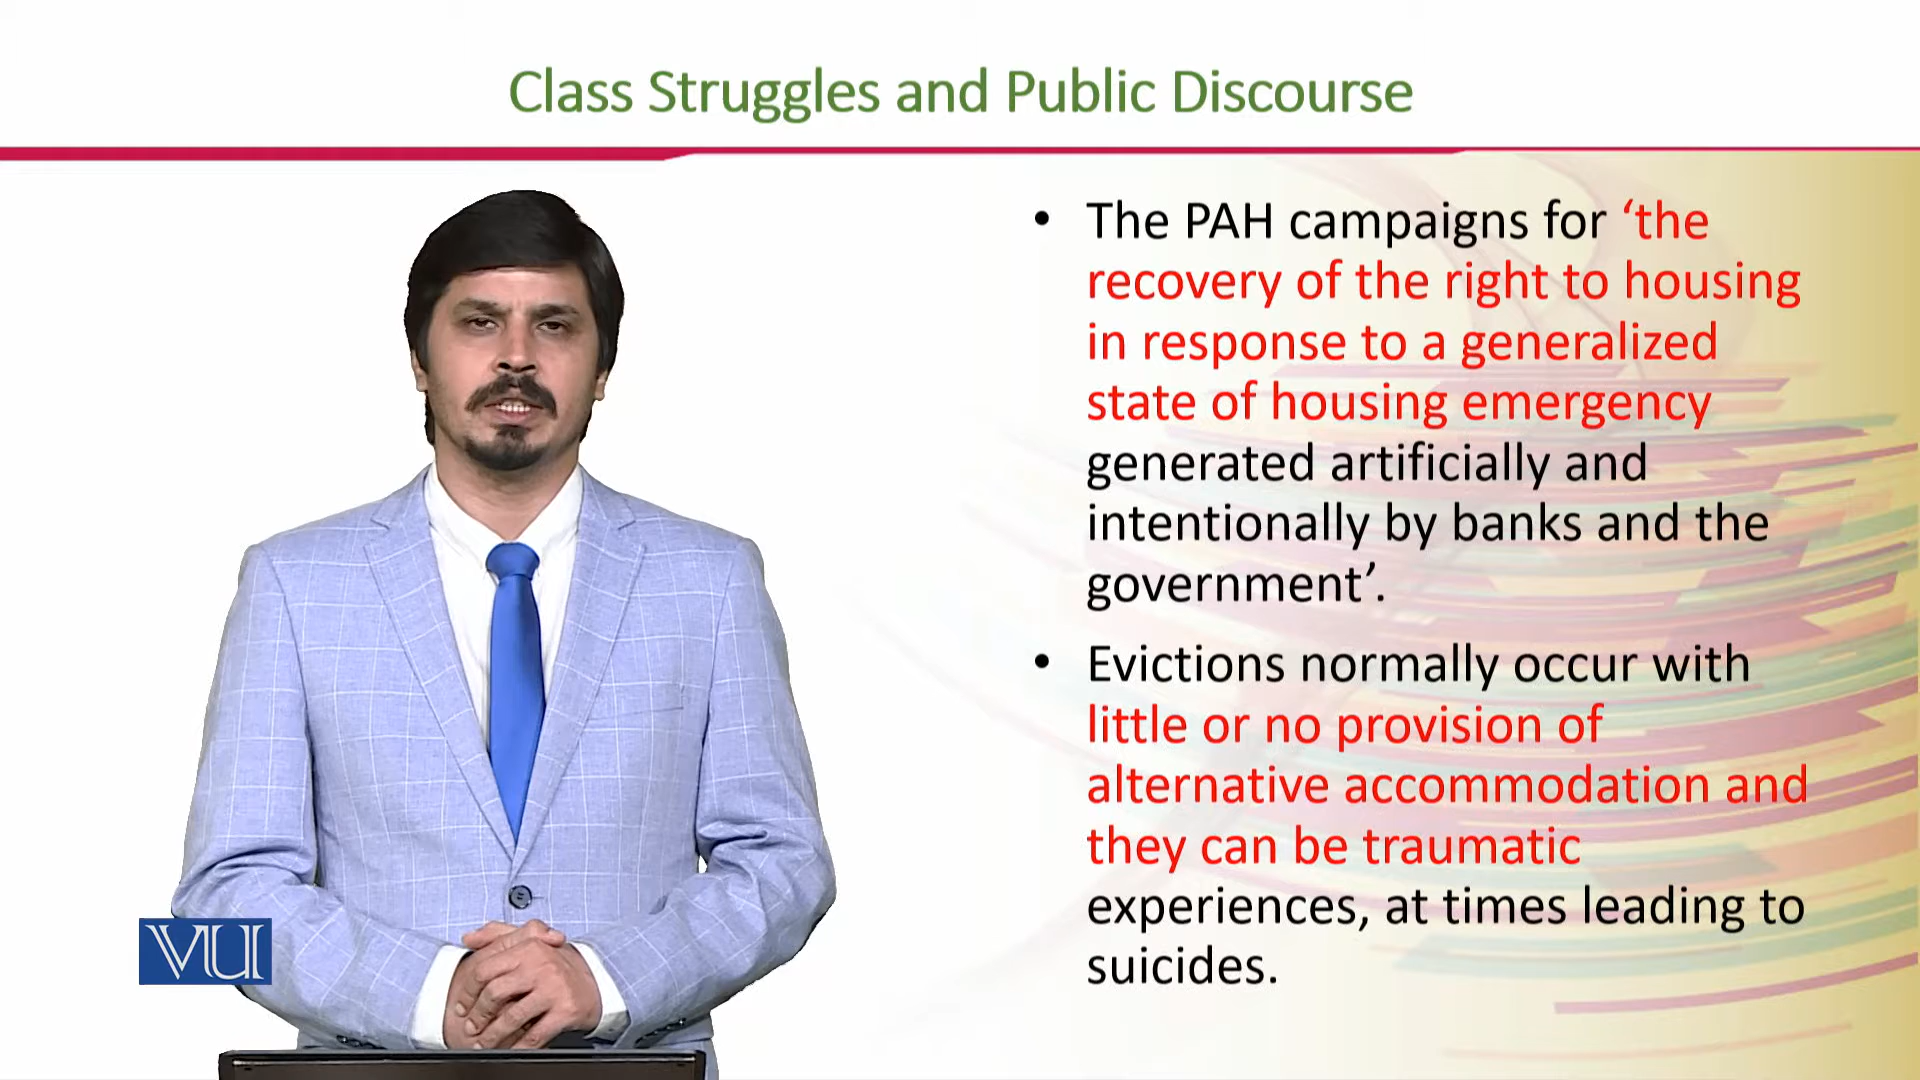 Class Struggles and Public Discourse
• The PAH campaigns for ‘the
recovery of the right to housing
in response to a generalized
state of housing emergency
generated artificially and
intentionally by banks and the
government’.
• Evictions normally occur with
little or no provision of
alternative accommodation and
they can be traumatic
experiences, at times leading to
suicides.
VU